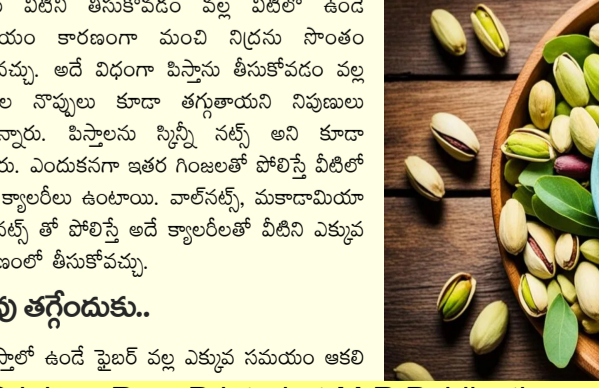 వీటిని తీసుకోవడం వల్ల వీటిలో ఉండే
కారణంగా మంచి నిద్రను సొంతం
అదే విధంగా పిస్తాను తీసుకోవడం వల్ల
నొప్పులు కూడా తగ్గుతాయని నిపుణులు
పిస్తాలను స్కిన్నీ నట్స్ అని కూడా
ఎందుకనగా ఇతర గింజలతో పోలిస్తే వీటిలో
క్యాలరీలు ఉంటాయి. వాల్‌నట్స్, మకాడామియా
నట్స్ తో పోలిస్తే అదే క్యాలరీలతో వీటిని ఎక్కువ
తీసుకోవచ్చు.
తగ్గేందుకు..
ఉండే ఫైబర్ వల్ల ఎక్కువ సమయం ఆకలి